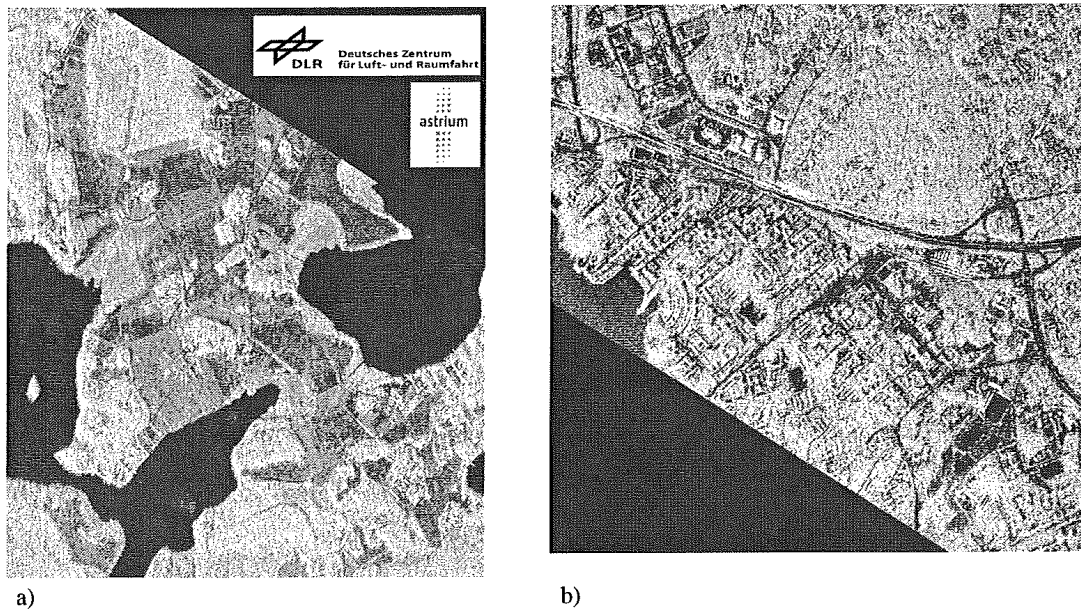 DLR
Deutsches Zentrum
für Luft- und Raumfahrt
astrium
a)
b)